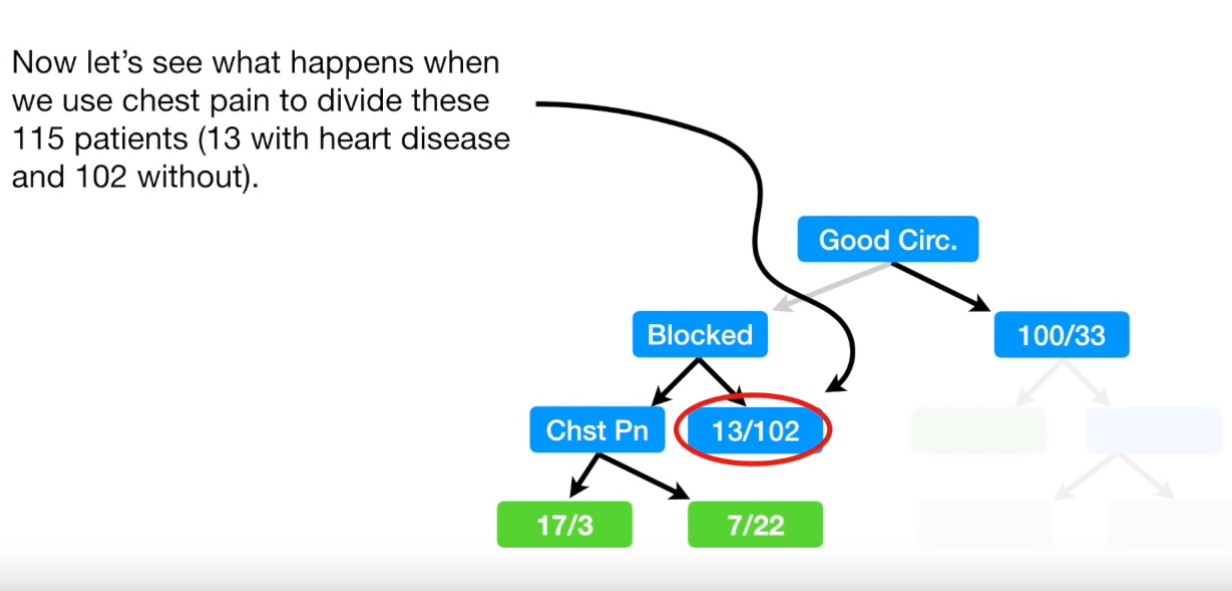 Now let’s see what happens when
we use chest pain to divide these
115 patients (13 with heart disease
and 102 without).
Good Circ.
Blocked
100/33
Chst Pn
13/102
17/3
7/22